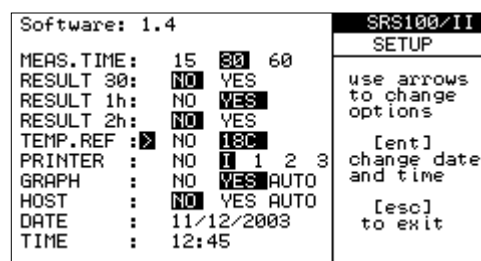 Software: 1.4
MEAS.TIME: 15 30 60
RESULT 30: NO YES
RESULT 1h: NO YES
RESULT 2h: NO YES
TEMP.REF :> NO 18C
PRINTER : NO I 1 2 3
GRAPH : NO YES AUTO
HOST : NO YES AUTO
DATE : 11/12/2003
TIME : 12:45
SRS100/II
SETUP
use arrows
to change
options
[ent]
change date
and time
[esc]
to exit